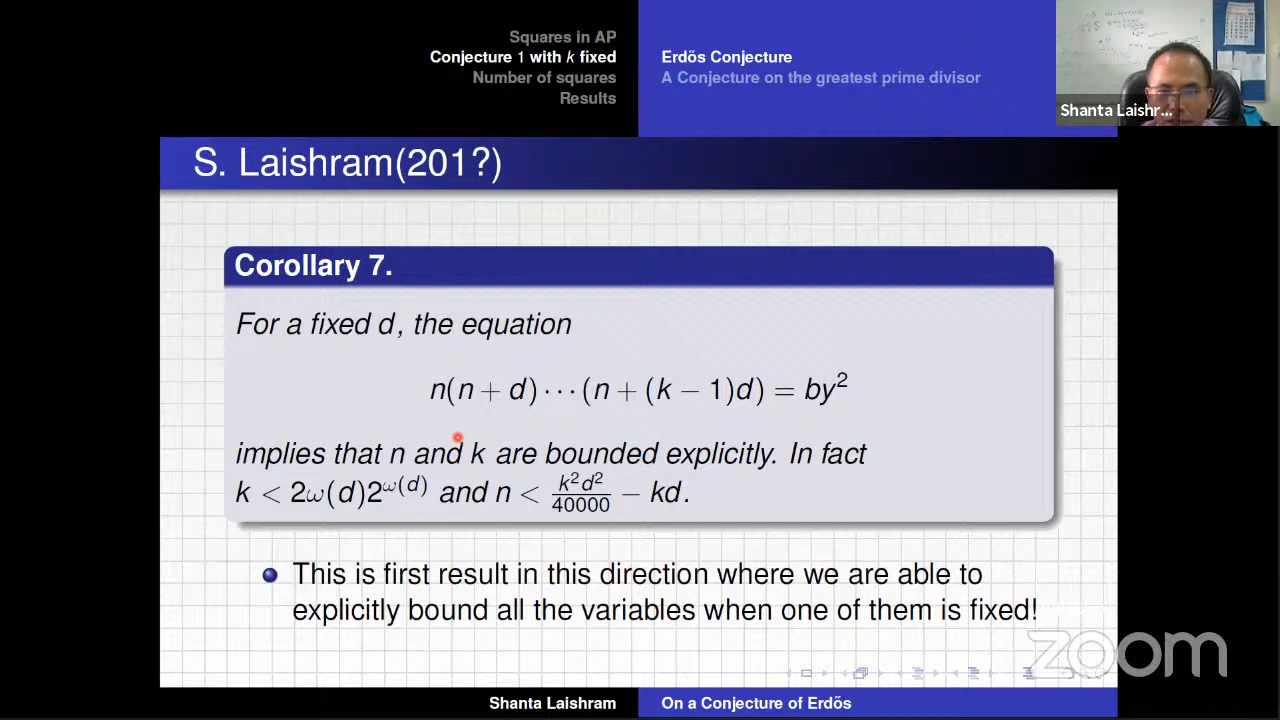 Squares in AP
Conjecture 1 with k fixed
Number of squares
Results
Erdős Conjecture
A Conjecture on the greatest prime divisor
Shanta Laishr...
S. Laishram(201?)
Corollary 7.
For a fixed d, the equation
n(n + d) · · · (n + (k − 1)d) = by²
implies that n and k are bounded explicitly. In fact
k < 2ω(d)2^{ω(d)} and n < \frac{k²d²}{40000} − kd.
This is first result in this direction where we are able to
explicitly bound all the variables when one of them is fixed!
zoom
Shanta Laishram
On a Conjecture of Erdős